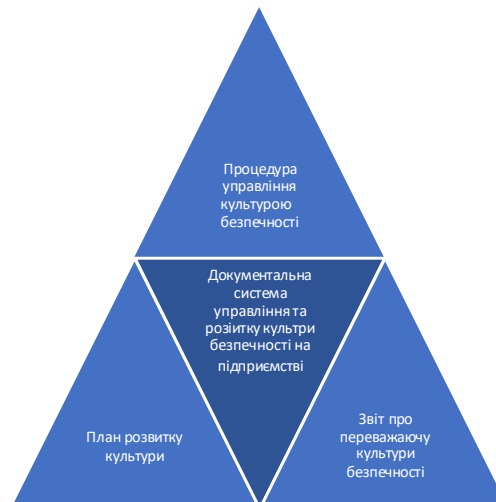 Процедура
управління
культурою
безпечності
Документальна
система
управління та
розіитку культри
безпечності на
підприємстві
План розвитку
культури
Звіт про
переважаючу
культури
безпечності